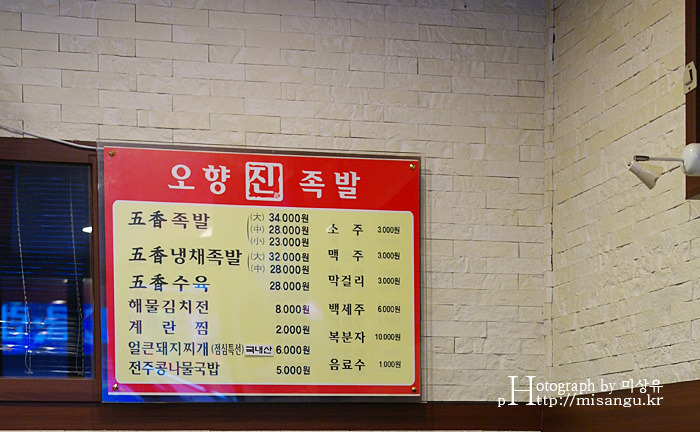 오향 진 족발
五香족발 (大) 34.000원
(中) 28.000원
(小) 23.000원
五香냉채족발 (大) 32.000원
(中) 28.000원
五香수육 28.000원
해물김치전 8.000원
계란찜 2.000원
얼큰돼지찌개 (점심특선) 국내산 6.000원
전주콩나물국밥 5.000원
소주 3.000원
맥주 3.000원
막걸리 3.000원
백세주 6.000원
복분자 10.000원
음료수 1.000원
Photograph by 미상유
http://misangu.kr